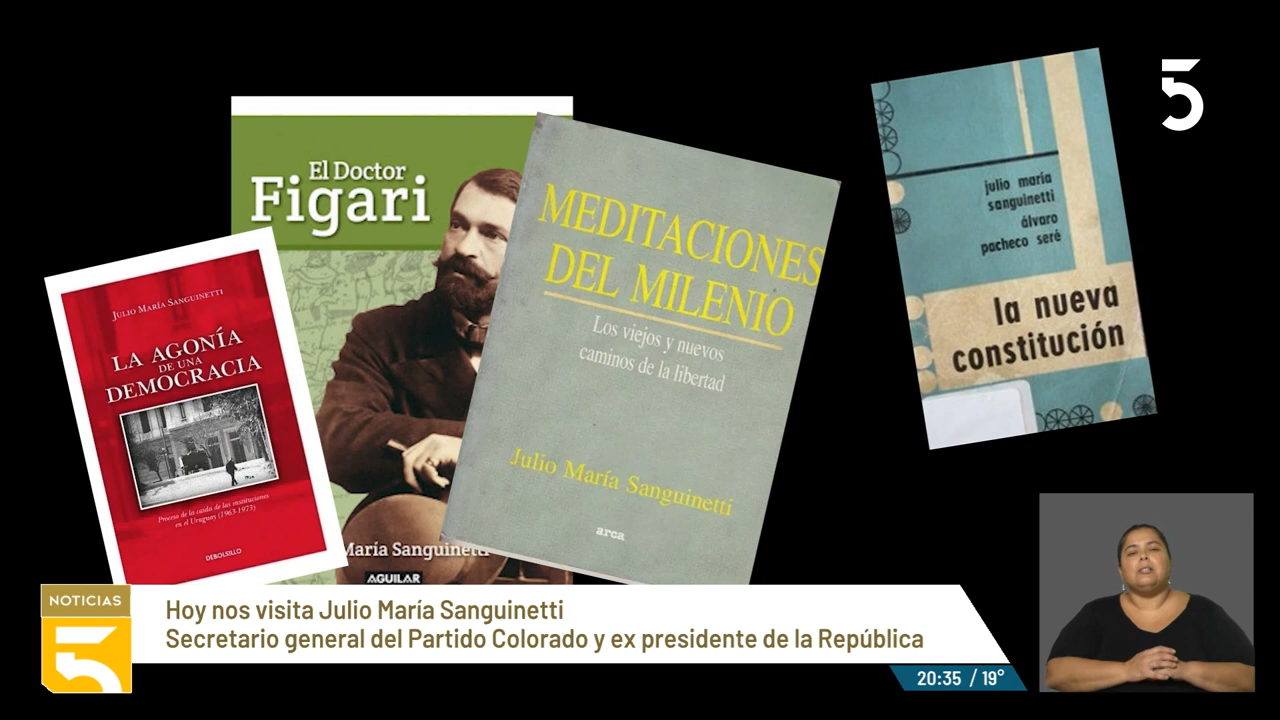 5
El Doctor
Figari
María Sanguinetti
AGUILAR
JULIO MARÍA SANGUINETTI
LA AGONÍA
DE UNA
DEMOCRACIA
Proceso de la caída de las instituciones
en el Uruguay (1963-1973)
DEBOLSILLO
MEDITACIONES
DEL MILENIO
Los viejos y nuevos
caminos de la libertad
Julio María Sanguinetti
arca
julio maría
sanguinetti
álvaro
pacheco seré
la nueva
constitución
NOTICIAS
5
Hoy nos visita Julio María Sanguinetti
Secretario general del Partido Colorado y ex presidente de la República
20:35 / 19°